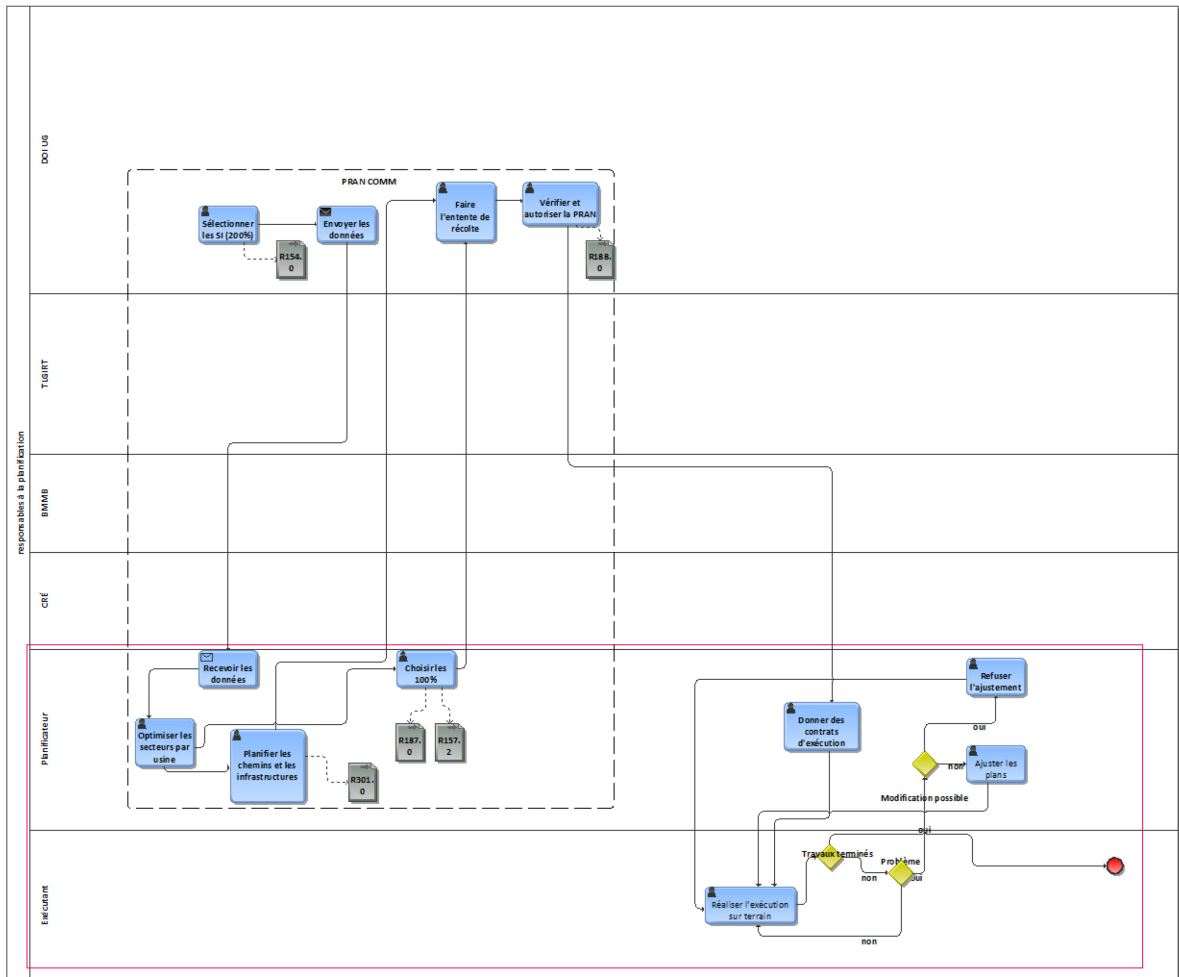 responsables à la planification
DGI UG
PRAN COMM
Sélectionner
les SI (200%)
Envoyer les
données
Faire
l'entente de
récolte
Vérifier et
autoriser la PRAN
R154.
0
R188.
0
TLGIRT
BMMB
CRÉ
Planificateur
Recevoir les
données
Choisir les
100%
Optimiser les
secteurs par
usine
Planifier les
chemins et les
infrastructures
R187.
0
R157.
2
R301.
0
Donner des
contrats
d'exécution
Refuser
l'ajustement
oui
non
Ajuster les
plans
Modification possible
oui
Exécutant
Travaux terminés
Problème
non
oui
Réaliser l'exécution
sur terrain
non